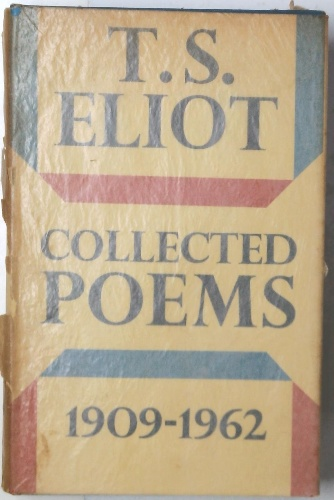 T.S.
ELIOT
COLLECTED
POEMS
1909-1962